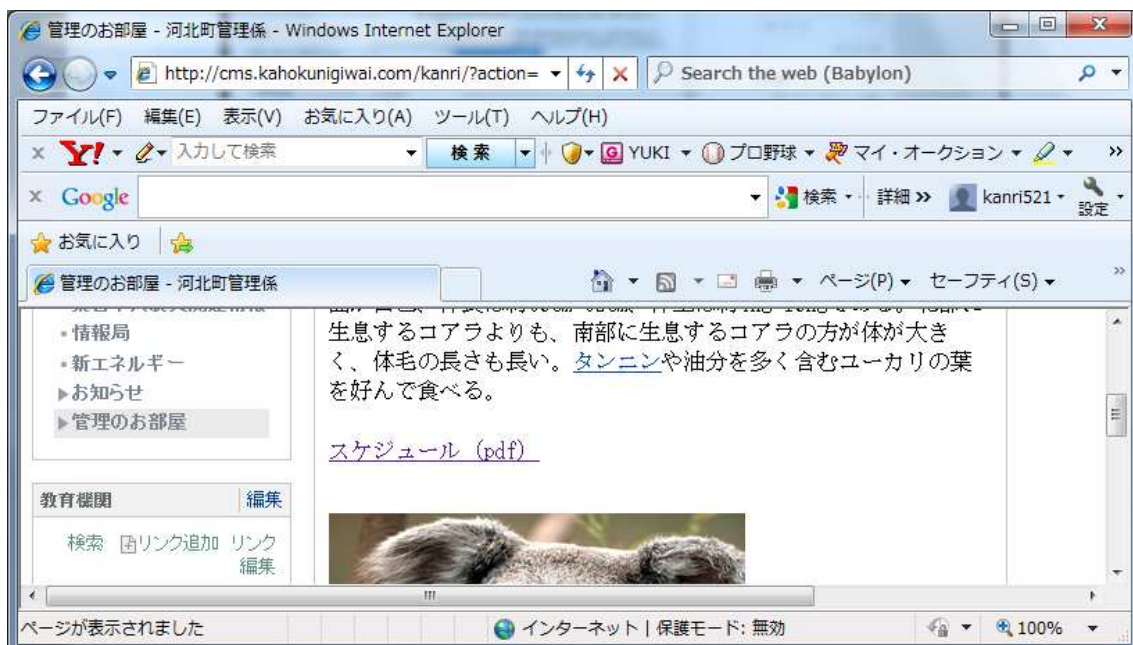 管理のお部屋 - 河北町管理係 - Windows Internet Explorer
http://cms.kahokunigiwai.com/kanri/?action=
Search the web (Babylon)
ファイル(F) 編集(E) 表示(V) お気に入り(A) ツール(T) ヘルプ(H)
Y! 入力して検索 検索 YUKI プロ野球 マイ・オークション
Google 検索 詳細 kanri521 設定
お気に入り
管理のお部屋 - 河北町管理係 ページ(P) セーフティ(S)
・情報局
・新エネルギー
▶お知らせ
▶管理のお部屋
教育機関 編集
検索 リンク追加 リンク
編集
生息するコアラよりも、南部に生息するコアラの方が体が大き
く、体毛の長さも長い。タンニンや油分を多く含むユーカリの葉
を好んで食べる。
スケジュール (pdf)
ページが表示されました インターネット | 保護モード: 無効 100%